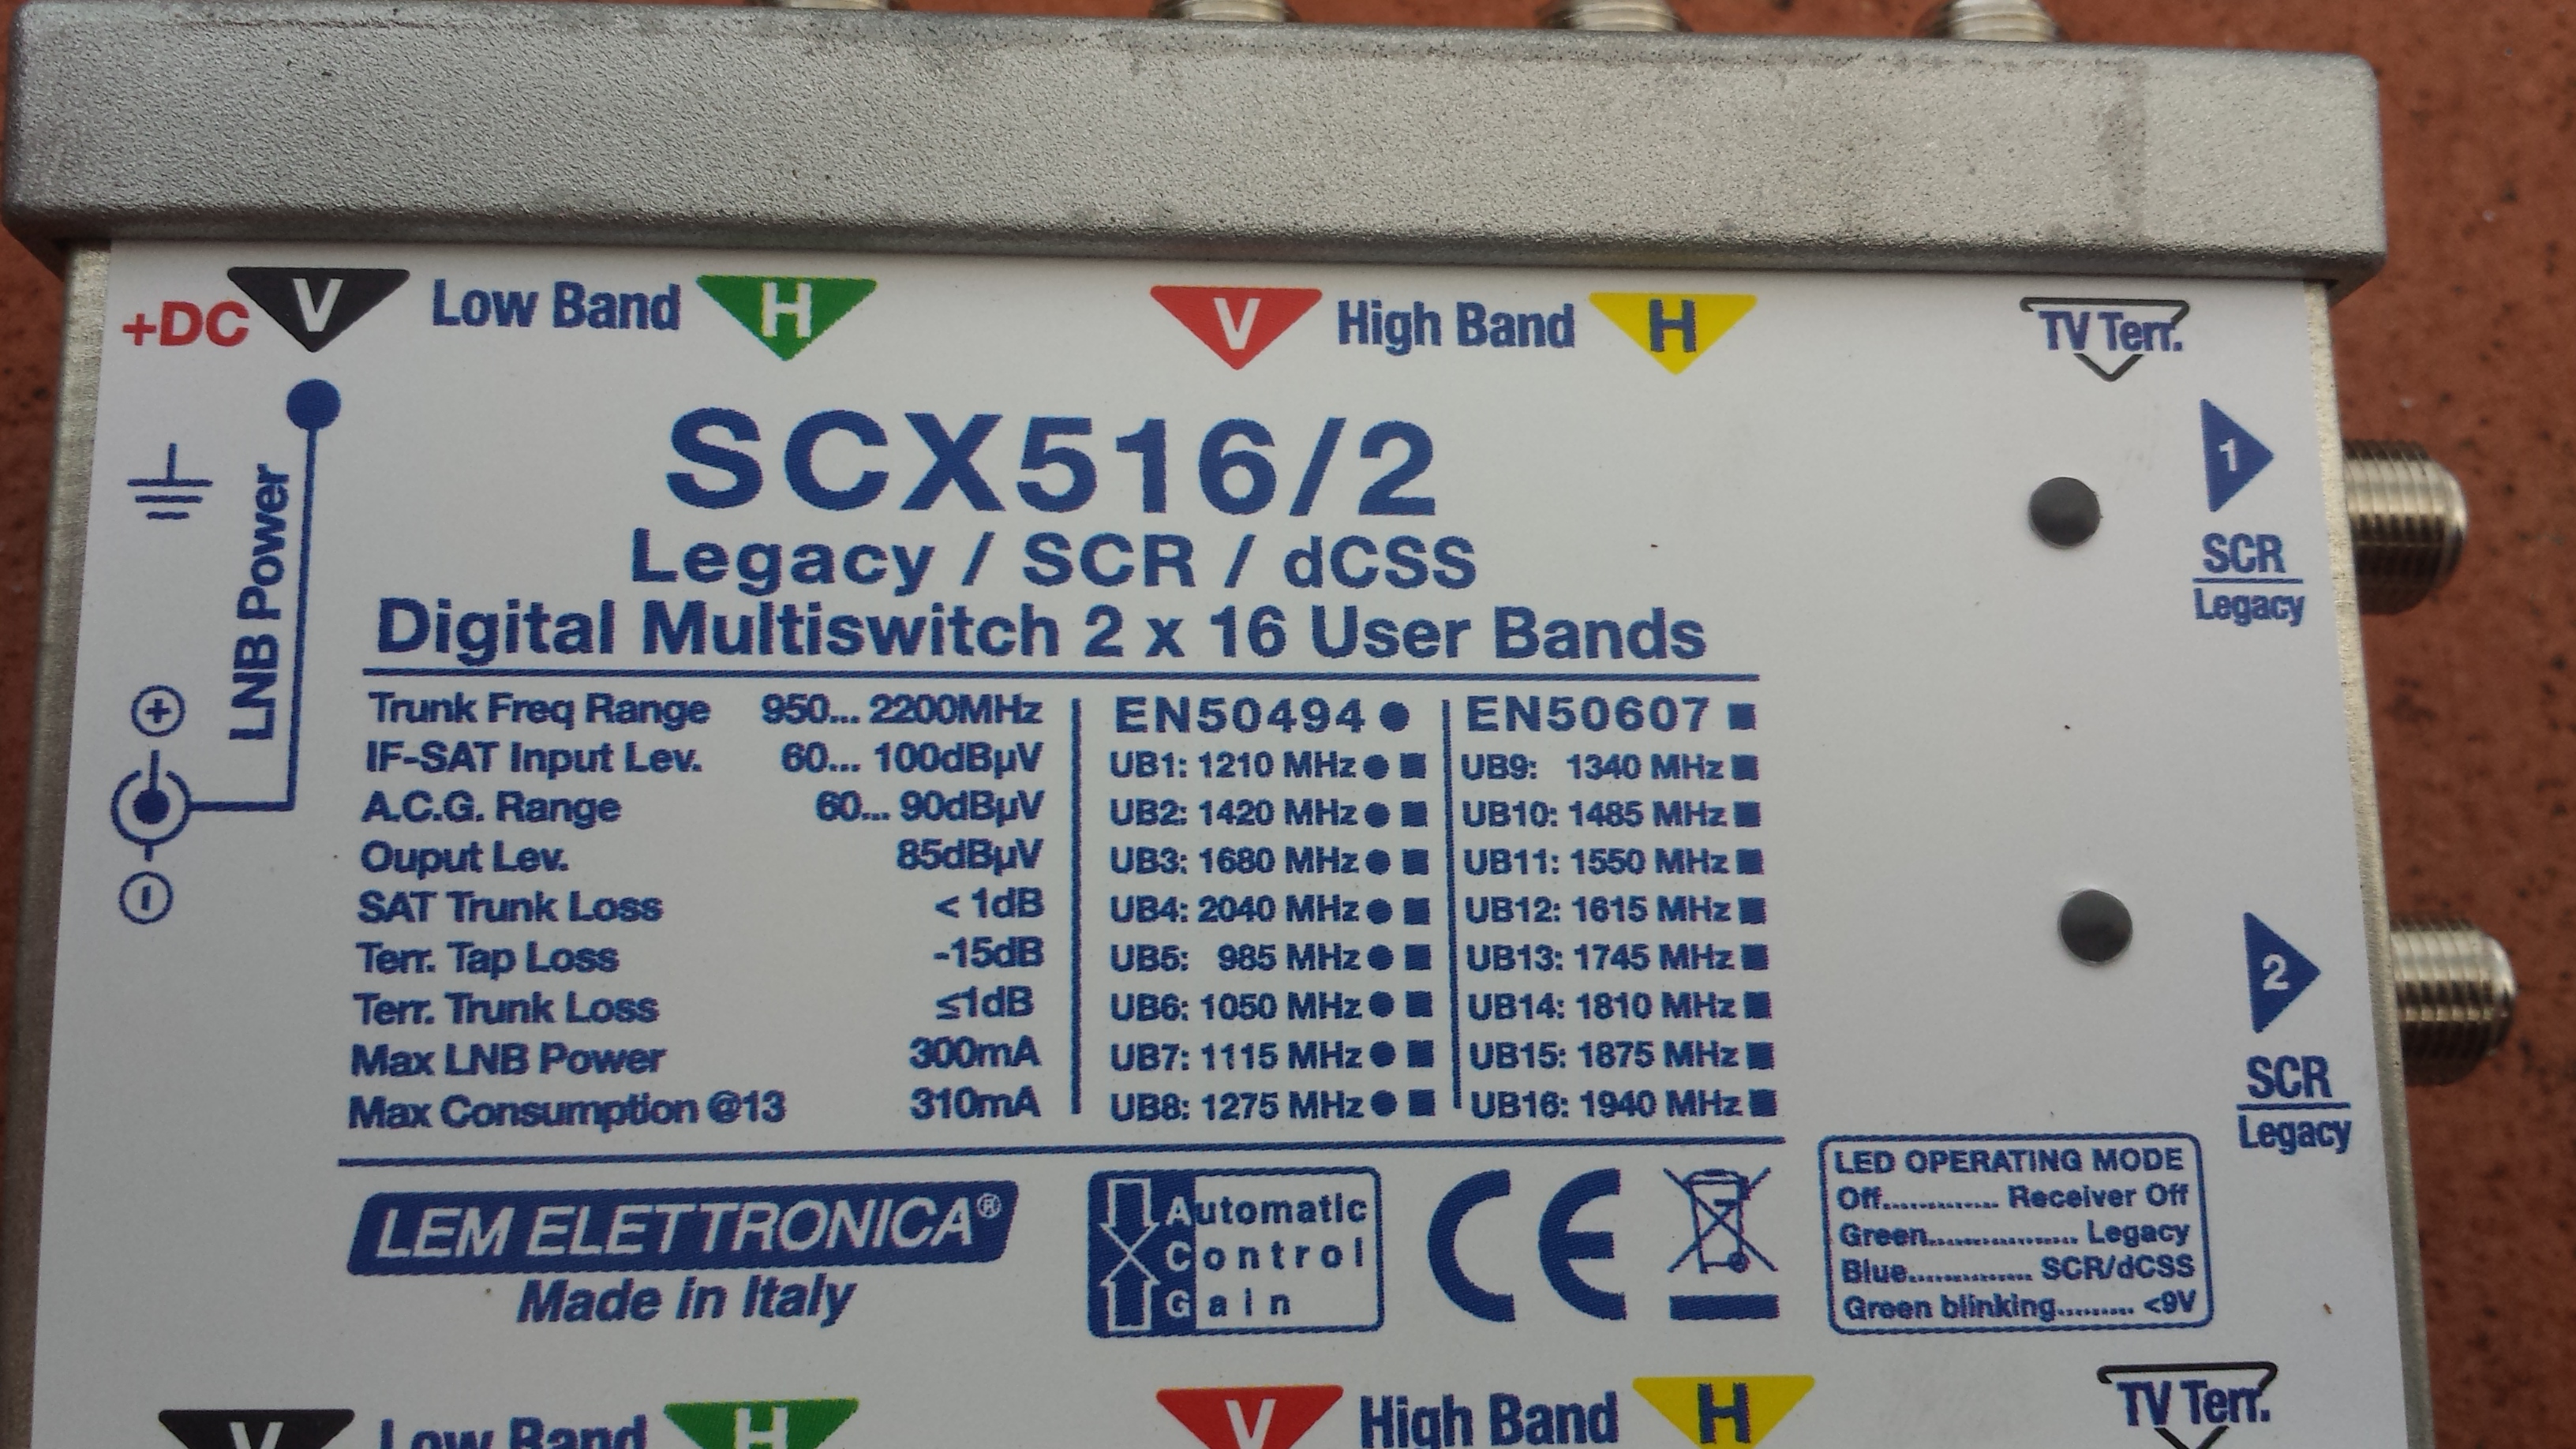 +DC V Low Band H V High Band H TV Terr.
SCX516/2
Legacy / SCR / dCSS
Digital Multiswitch 2 x 16 User Bands
LNB Power
1
SCR
Legacy
Trunk Freq Range 950... 2200MHz
IF-SAT Input Lev. 60... 100dBµV
A.C.G. Range 60... 90dBµV
Ouput Lev. 85dBµV
SAT Trunk Loss < 1dB
Terr. Tap Loss -15dB
Terr. Trunk Loss ≤1dB
Max LNB Power 300mA
Max Consumption @13 310mA
EN50494 ●
UB1: 1210 MHz ● ■
UB2: 1420 MHz ● ■
UB3: 1680 MHz ● ■
UB4: 2040 MHz ● ■
UB5: 985 MHz ● ■
UB6: 1050 MHz ● ■
UB7: 1115 MHz ● ■
UB8: 1275 MHz ● ■
EN50607 ■
UB9: 1340 MHz ■
UB10: 1485 MHz ■
UB11: 1550 MHz ■
UB12: 1615 MHz ■
UB13: 1745 MHz ■
UB14: 1810 MHz ■
UB15: 1875 MHz ■
UB16: 1940 MHz ■
2
SCR
Legacy
LEM ELETTRONICA®
Made in Italy
Automatic
Control
Gain
CE
LED OPERATING MODE
Off.............. Receiver Off
Green.................. Legacy
Blue.............. SCR/dCSS
Green blinking......... <9V
V Low Band H V High Band H TV Terr.